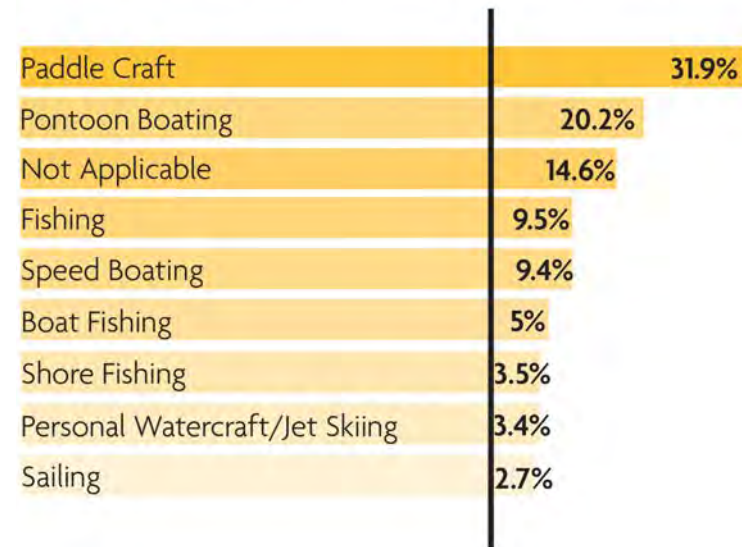 Paddle Craft 31.9%
Pontoon Boating 20.2%
Not Applicable 14.6%
Fishing 9.5%
Speed Boating 9.4%
Boat Fishing 5%
Shore Fishing 3.5%
Personal Watercraft/Jet Skiing 3.4%
Sailing 2.7%